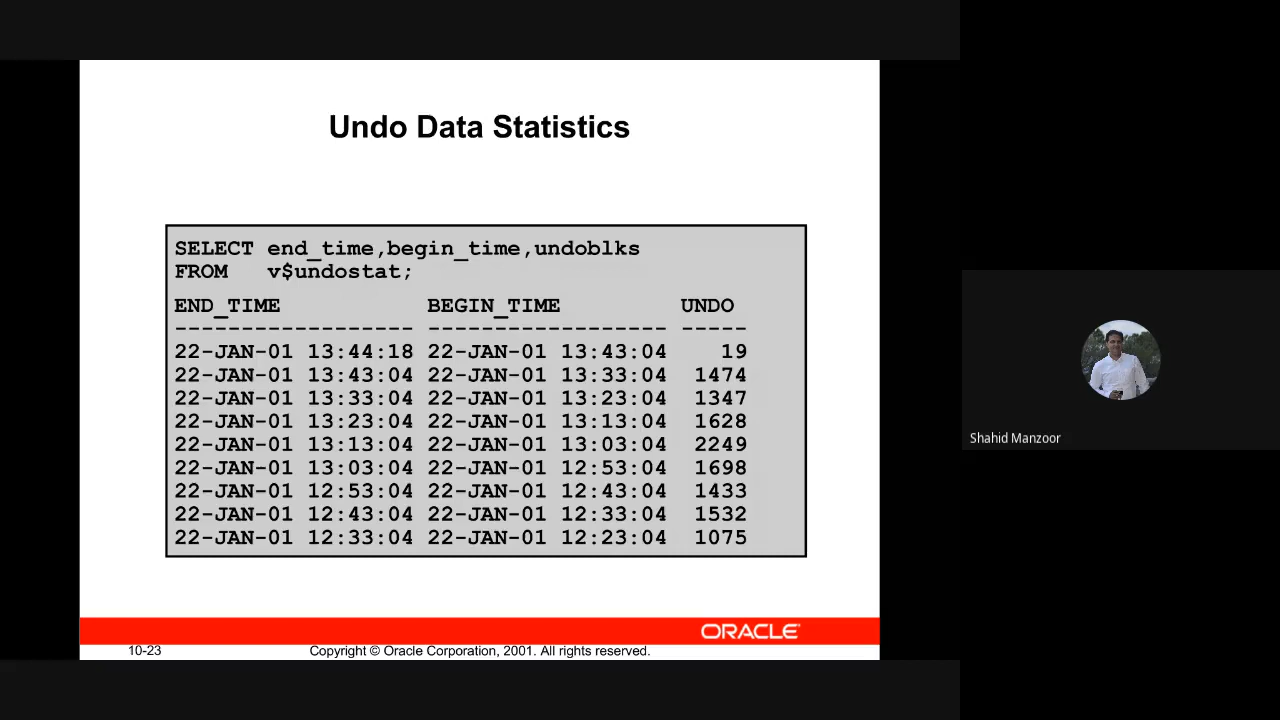 Undo Data Statistics
SELECT end_time,begin_time,undoblks
FROM   v$undostat;
END_TIME           BEGIN_TIME         UNDO
------------------ ------------------ -----
22-JAN-01 13:44:18 22-JAN-01 13:43:04    19
22-JAN-01 13:43:04 22-JAN-01 13:33:04  1474
22-JAN-01 13:33:04 22-JAN-01 13:23:04  1347
22-JAN-01 13:23:04 22-JAN-01 13:13:04  1628
22-JAN-01 13:13:04 22-JAN-01 13:03:04  2249
22-JAN-01 13:03:04 22-JAN-01 12:53:04  1698
22-JAN-01 12:53:04 22-JAN-01 12:43:04  1433
22-JAN-01 12:43:04 22-JAN-01 12:33:04  1532
22-JAN-01 12:33:04 22-JAN-01 12:23:04  1075
ORACLE
10-23 Copyright © Oracle Corporation, 2001. All rights reserved.
Shahid Manzoor